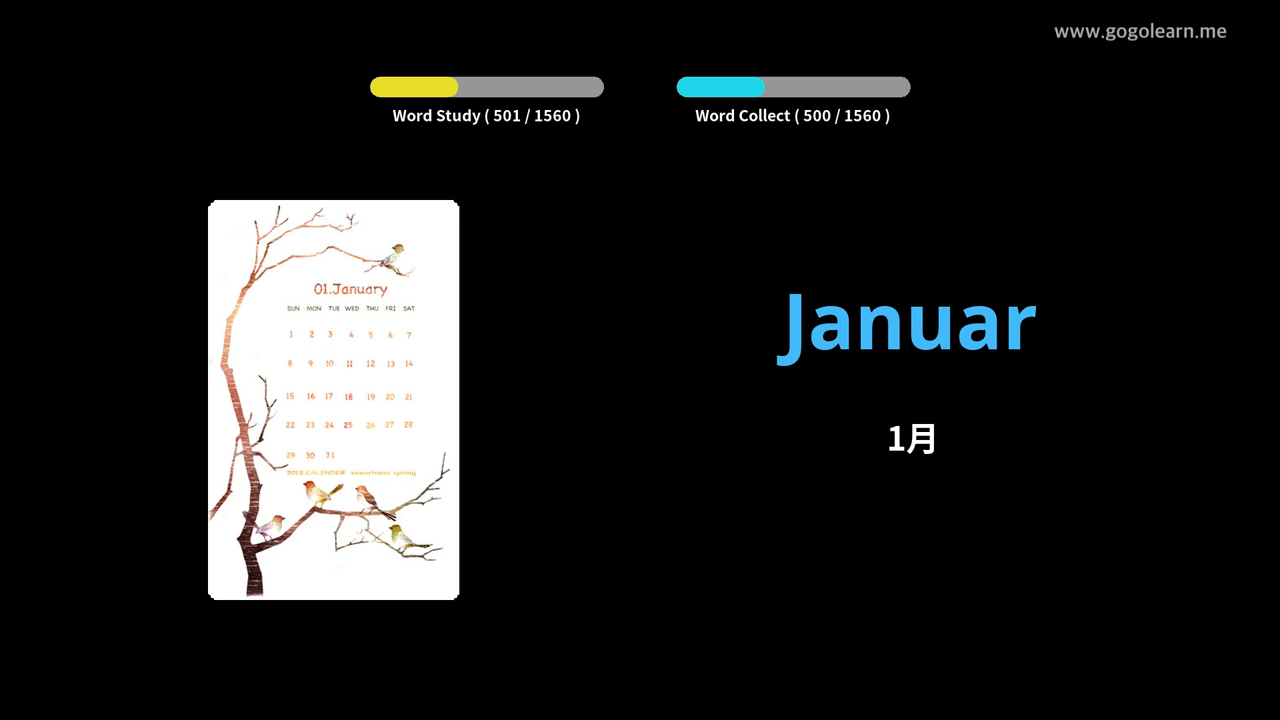 www.gogolearn.me
Word Study ( 501 / 1560 )
Word Collect ( 500 / 1560 )
01.January
SUN MON TUE WED THU FRI SAT
1 2 3 4 5 6 7
8 9 10 11 12 13 14
15 16 17 18 19 20 21
22 23 24 25 26 27 28
29 30 31
2012.CALENDER
spring
Januar
1月